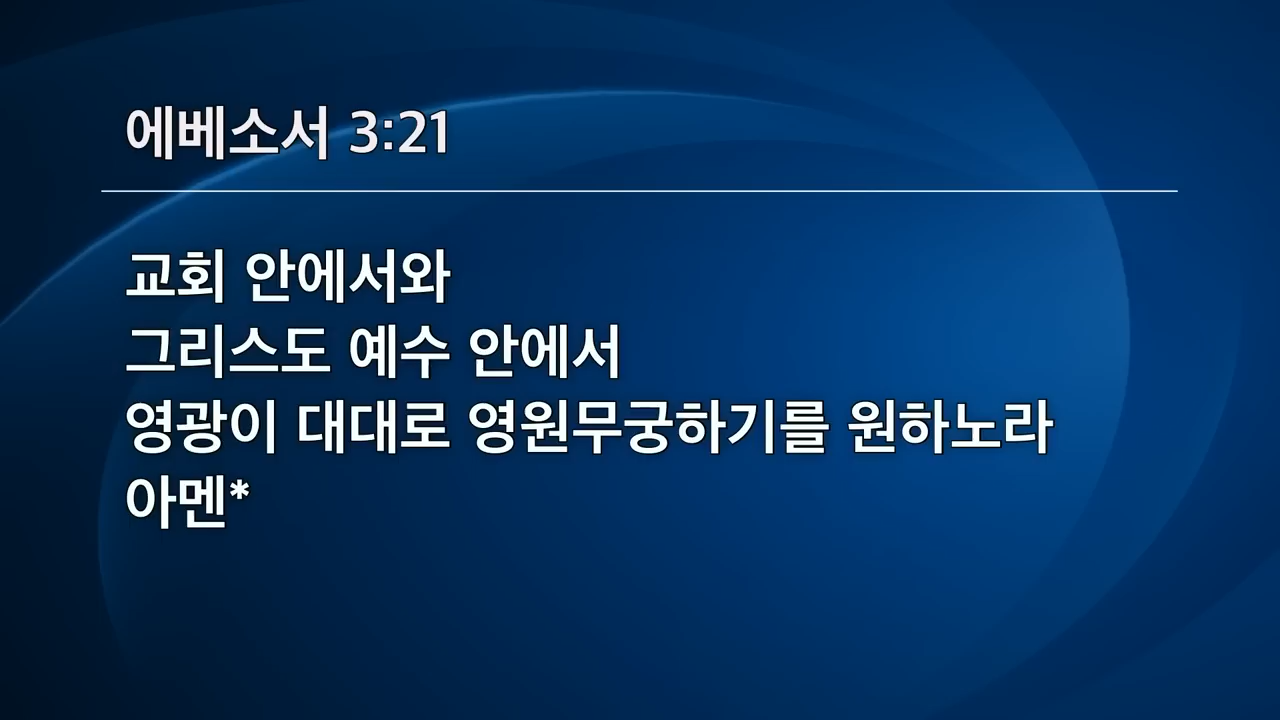 에베소서 3:21
교회 안에서와
그리스도 예수 안에서
영광이 대대로 영원무궁하기를 원하노라
아멘*